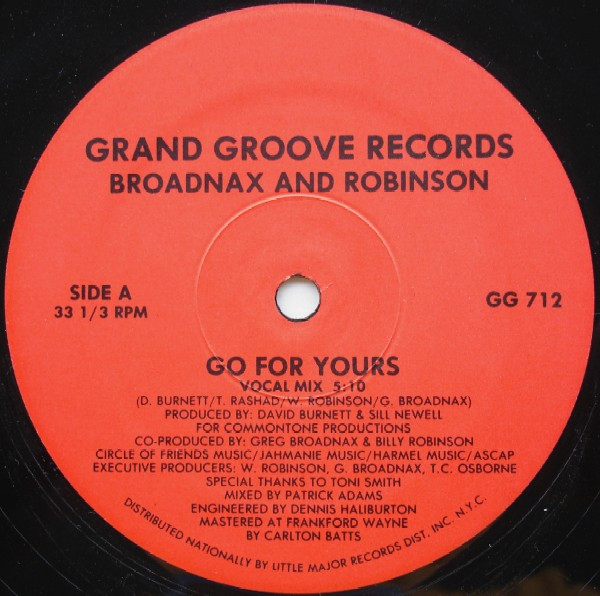 GRAND GROOVE RECORDS
BROADNAX AND ROBINSON
SIDE A
33 1/3 RPM
GG 712
GO FOR YOURS
VOCAL MIX 5:10
(D. BURNETT/T. RASHAD/W. ROBINSON/G. BROADNAX)
PRODUCED BY: DAVID BURNETT & SILL NEWELL
FOR COMMONTONE PRODUCTIONS
CO-PRODUCED BY: GREG BROADNAX & BILLY ROBINSON
CIRCLE OF FRIENDS MUSIC/JAHMANIE MUSIC/HARMEL MUSIC/ASCAP
EXECUTIVE PRODUCERS: W. ROBINSON, G. BROADNAX, T.C. OSBORNE
SPECIAL THANKS TO TONI SMITH
MIXED BY PATRICK ADAMS
ENGINEERED BY DENNIS HALIBURTON
MASTERED AT FRANKFORD WAYNE
BY CARLTON BATTS
DISTRIBUTED NATIONALLY BY LITTLE MAJOR RECORDS DIST. INC. N.Y.C.